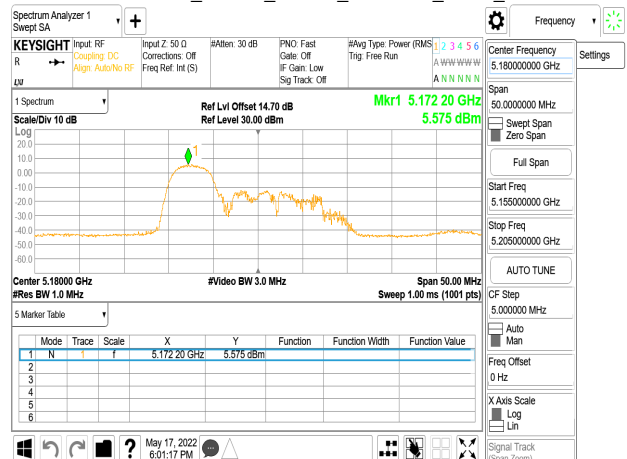 Spectrum Analyzer 1
Swept SA
Frequency
KEYSIGHT
R
Input: RF
Coupling: DC
Align: Auto/No RF
Input Z: 50 Ω
Corrections: Off
Freq Ref: Int (S)
#Atten: 30 dB
PNO: Fast
Gate: Off
IF Gain: Low
Sig Track: Off
#Avg Type: Power (RMS
Trig: Free Run
1 2 3 4 5 6
A W W W W W
A N N N N N
1 Spectrum
Scale/Div 10 dB
Ref Lvl Offset 14.70 dB
Ref Level 30.00 dBm
Mkr1 5.172 20 GHz
5.575 dBm
Log
20.0
10.0
0.00
-10.0
-20.0
-30.0
-40.0
-50.0
-60.0
1
Center 5.18000 GHz
#Video BW 3.0 MHz
Span 50.00 MHz
#Res BW 1.0 MHz
Sweep 1.00 ms (1001 pts)
5 Marker Table
Mode Trace Scale X Y Function Function Width Function Value
1 N 1 f 5.172 20 GHz 5.575 dBm
2
3
4
5
6
May 17, 2022
6:01:17 PM
Center Frequency
5.180000000 GHz
Settings
Span
50.0000000 MHz
Swept Span
Zero Span
Full Span
Start Freq
5.155000000 GHz
Stop Freq
5.205000000 GHz
AUTO TUNE
CF Step
5.000000 MHz
Auto
Man
Freq Offset
0 Hz
X Axis Scale
Log
Lin
Signal Track
(Span Zoom)